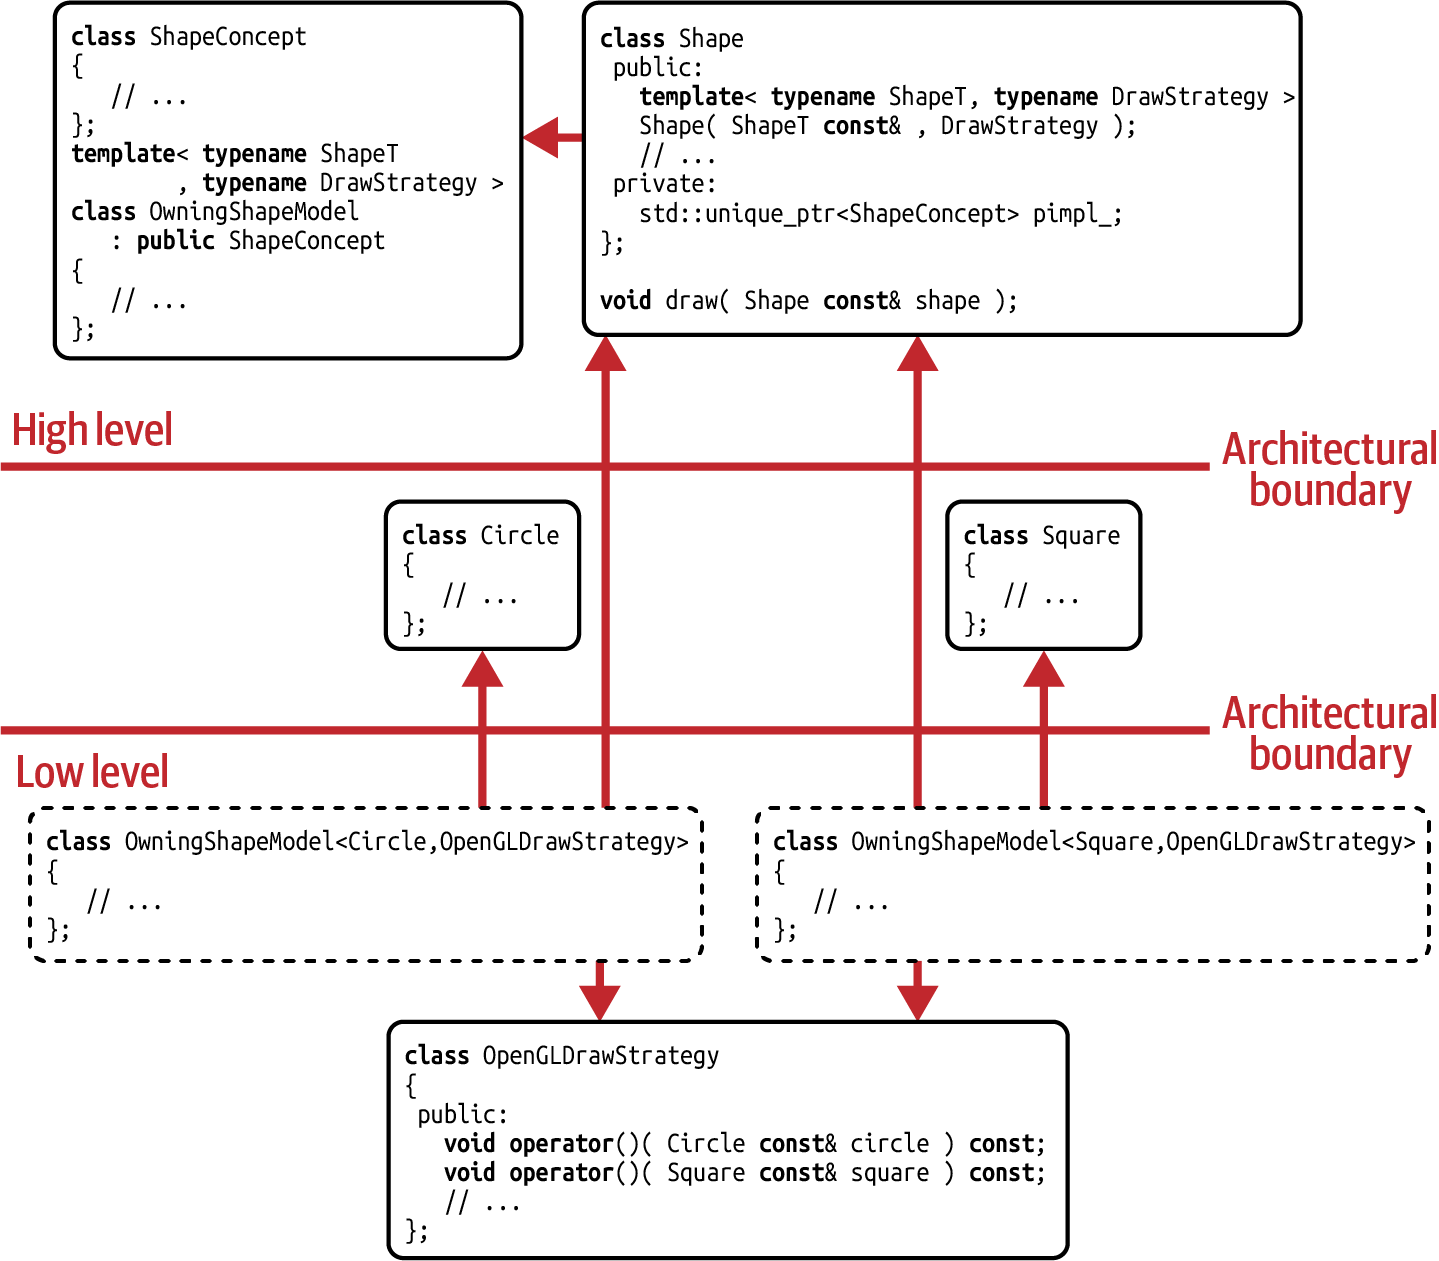 class ShapeConcept
{
   // ...
};
template< typename ShapeT
        , typename DrawStrategy >
class OwningShapeModel
   : public ShapeConcept
{
   // ...
};
class Shape
 public:
   template< typename ShapeT, typename DrawStrategy >
   Shape( ShapeT const& , DrawStrategy );
   // ...
 private:
   std::unique_ptr<ShapeConcept> pimpl_;
};
void draw( Shape const& shape );
High level
Architectural
boundary
class Circle
{
   // ...
};
class Square
{
   // ...
};
Architectural
boundary
Low level
class OwningShapeModel<Circle,OpenGLDrawStrategy>
{
   // ...
};
class OwningShapeModel<Square,OpenGLDrawStrategy>
{
   // ...
};
class OpenGLDrawStrategy
{
 public:
   void operator()( Circle const& circle ) const;
   void operator()( Square const& square ) const;
   // ...
};